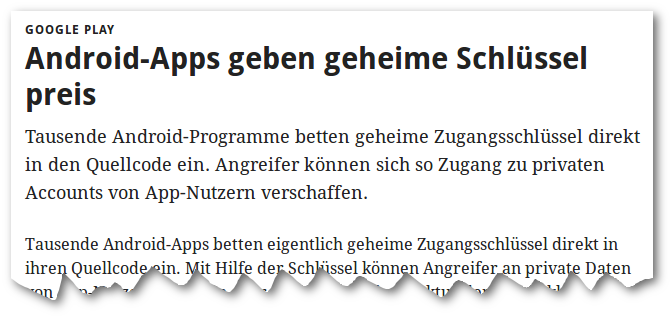 GOOGLE PLAY
Android-Apps geben geheime Schlüssel
preis
Tausende Android-Programme betten geheime Zugangsschlüssel direkt
in den Quellcode ein. Angreifer können sich so Zugang zu privaten
Accounts von App-Nutzern verschaffen.
Tausende Android-Apps betten eigentlich geheime Zugangsschlüssel direkt in
ihren Quellcode ein. Mit Hilfe der Schlüssel können Angreifer an private Daten
von